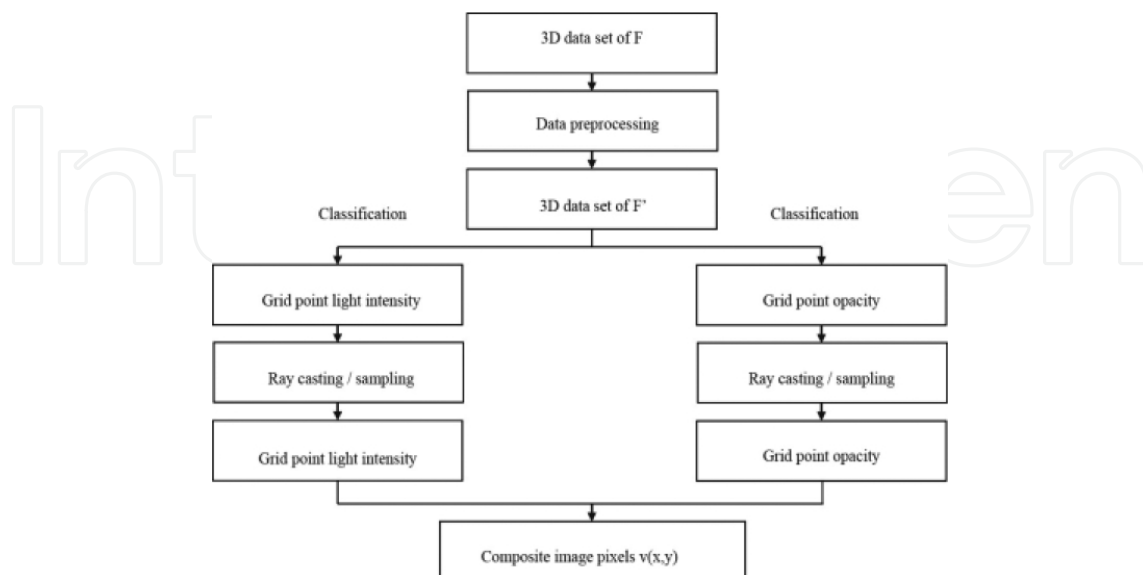 3D data set of F
Data preprocessing
3D data set of F’
Classification
Classification
Grid point light intensity
Grid point opacity
Ray casting / sampling
Ray casting / sampling
Grid point light intensity
Grid point opacity
Composite image pixels v(x,y)